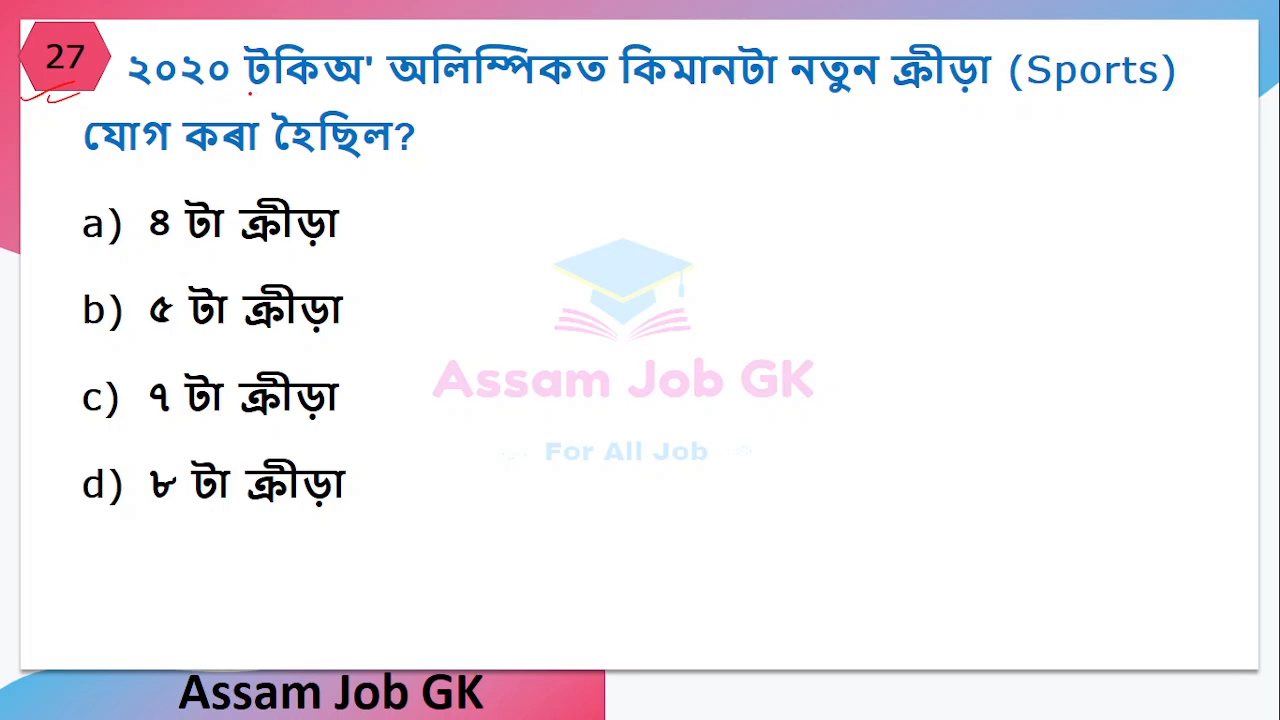 27
২০২০ টকিঅ' অলিম্পিকত কিমানটা নতুন ক্ৰীড়া (Sports)
যোগ কৰা হৈছিল?
a) ৪ টা ক্ৰীড়া
b) ৫ টা ক্ৰীড়া
c) ৭ টা ক্ৰীড়া
d) ৮ টা ক্ৰীড়া
Assam Job GK
For All Job
Assam Job GK